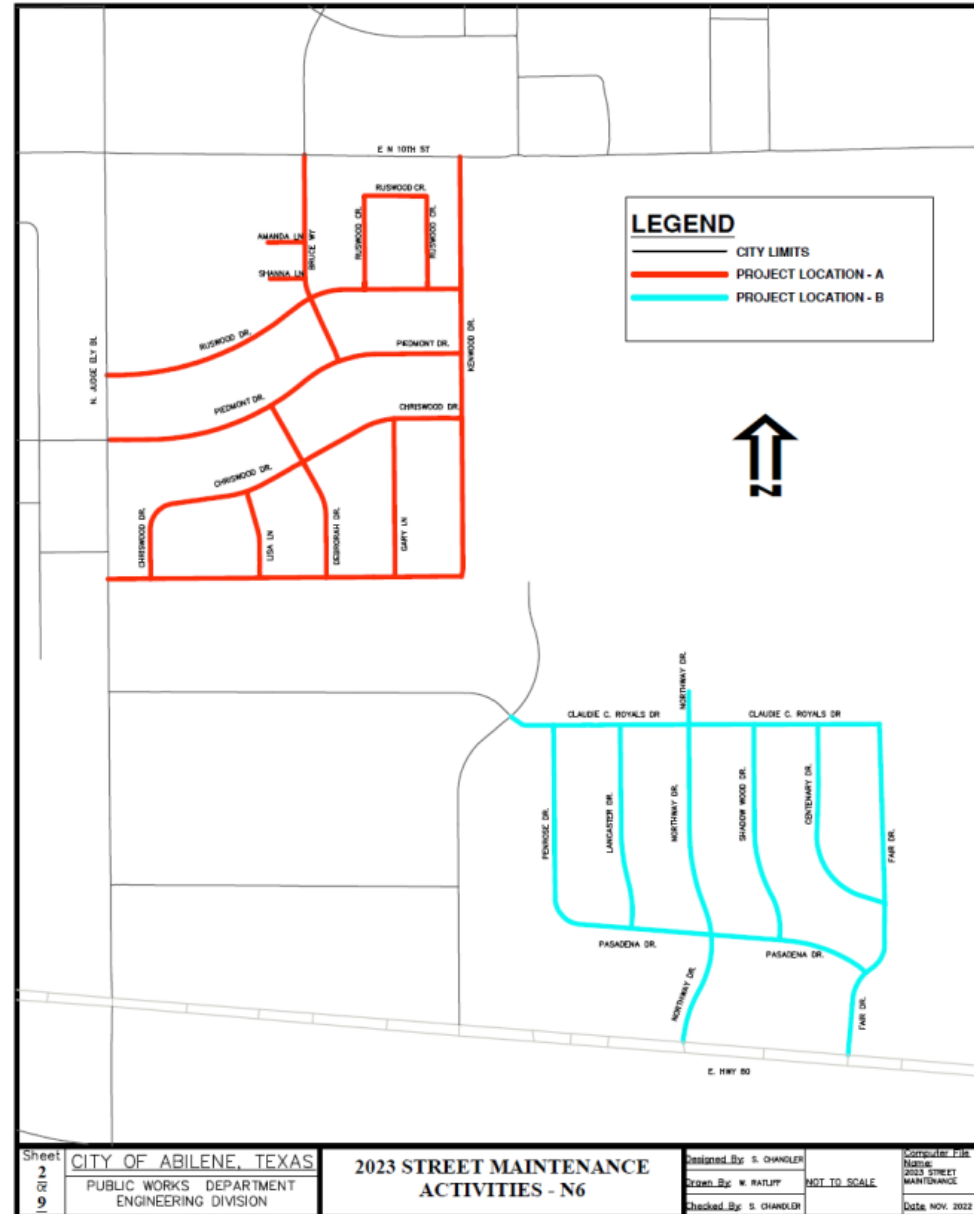 E N 10TH ST
RUSWOOD CR.
RUSWOOD CR.
RUSWOOD CR.
AMANDA LN
BRUCE WY
SHANNA LN
LEGEND
CITY LIMITS
PROJECT LOCATION - A
PROJECT LOCATION - B
N. JUDGE ELY BL
RUSWOOD DR.
PIEDMONT DR.
KENWOOD DR.
PIEDMONT DR.
CHRISWOOD DR.
CHRISWOOD DR.
CHRISWOOD DR.
LISA LN
DEBRORAH DR.
GARY LN
N
NORTHWAY DR.
CLAUDIE C. ROYALS DR
CLAUDIE C. ROYALS DR
PENROSE DR.
LANCASTER DR.
NORTHWAY DR.
SHADOW WOOD DR.
CENTENARY DR.
FAIR DR.
PASADENA DR.
PASADENA DR.
NORTHWAY DR.
FAIR DR.
E. HWY 80
Sheet
2
9
CITY OF ABILENE, TEXAS
PUBLIC WORKS DEPARTMENT
ENGINEERING DIVISION
2023 STREET MAINTENANCE
ACTIVITIES - N6
Designed By: S. CHANDLER
Drawn By: W. RATLIFF
Checked By: S. CHANDLER
NOT TO SCALE
Computer File
Name:
2023 STREET
MAINTENANCE
Date: NOV. 2022